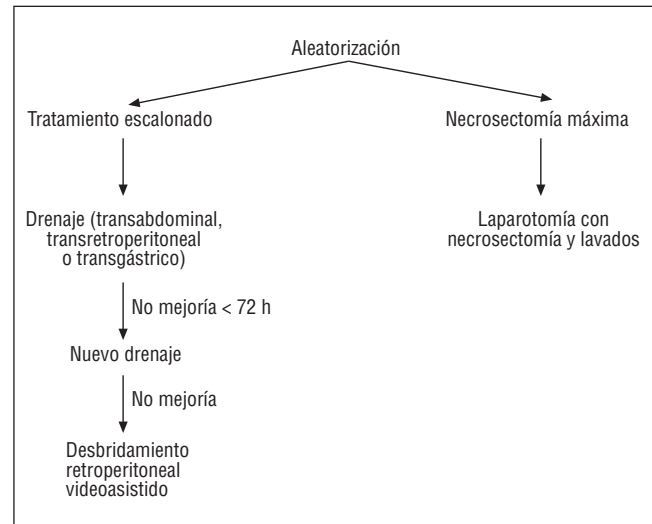 Aleatorización
Tratamiento escalonado
Necrosectomía máxima
Drenaje (transabdominal,
transretroperitoneal
o transgástrico)
Laparotomía con
necrosectomía y lavados
No mejoría < 72 h
Nuevo drenaje
No mejoría
Desbridamiento
retroperitoneal
videoasistido